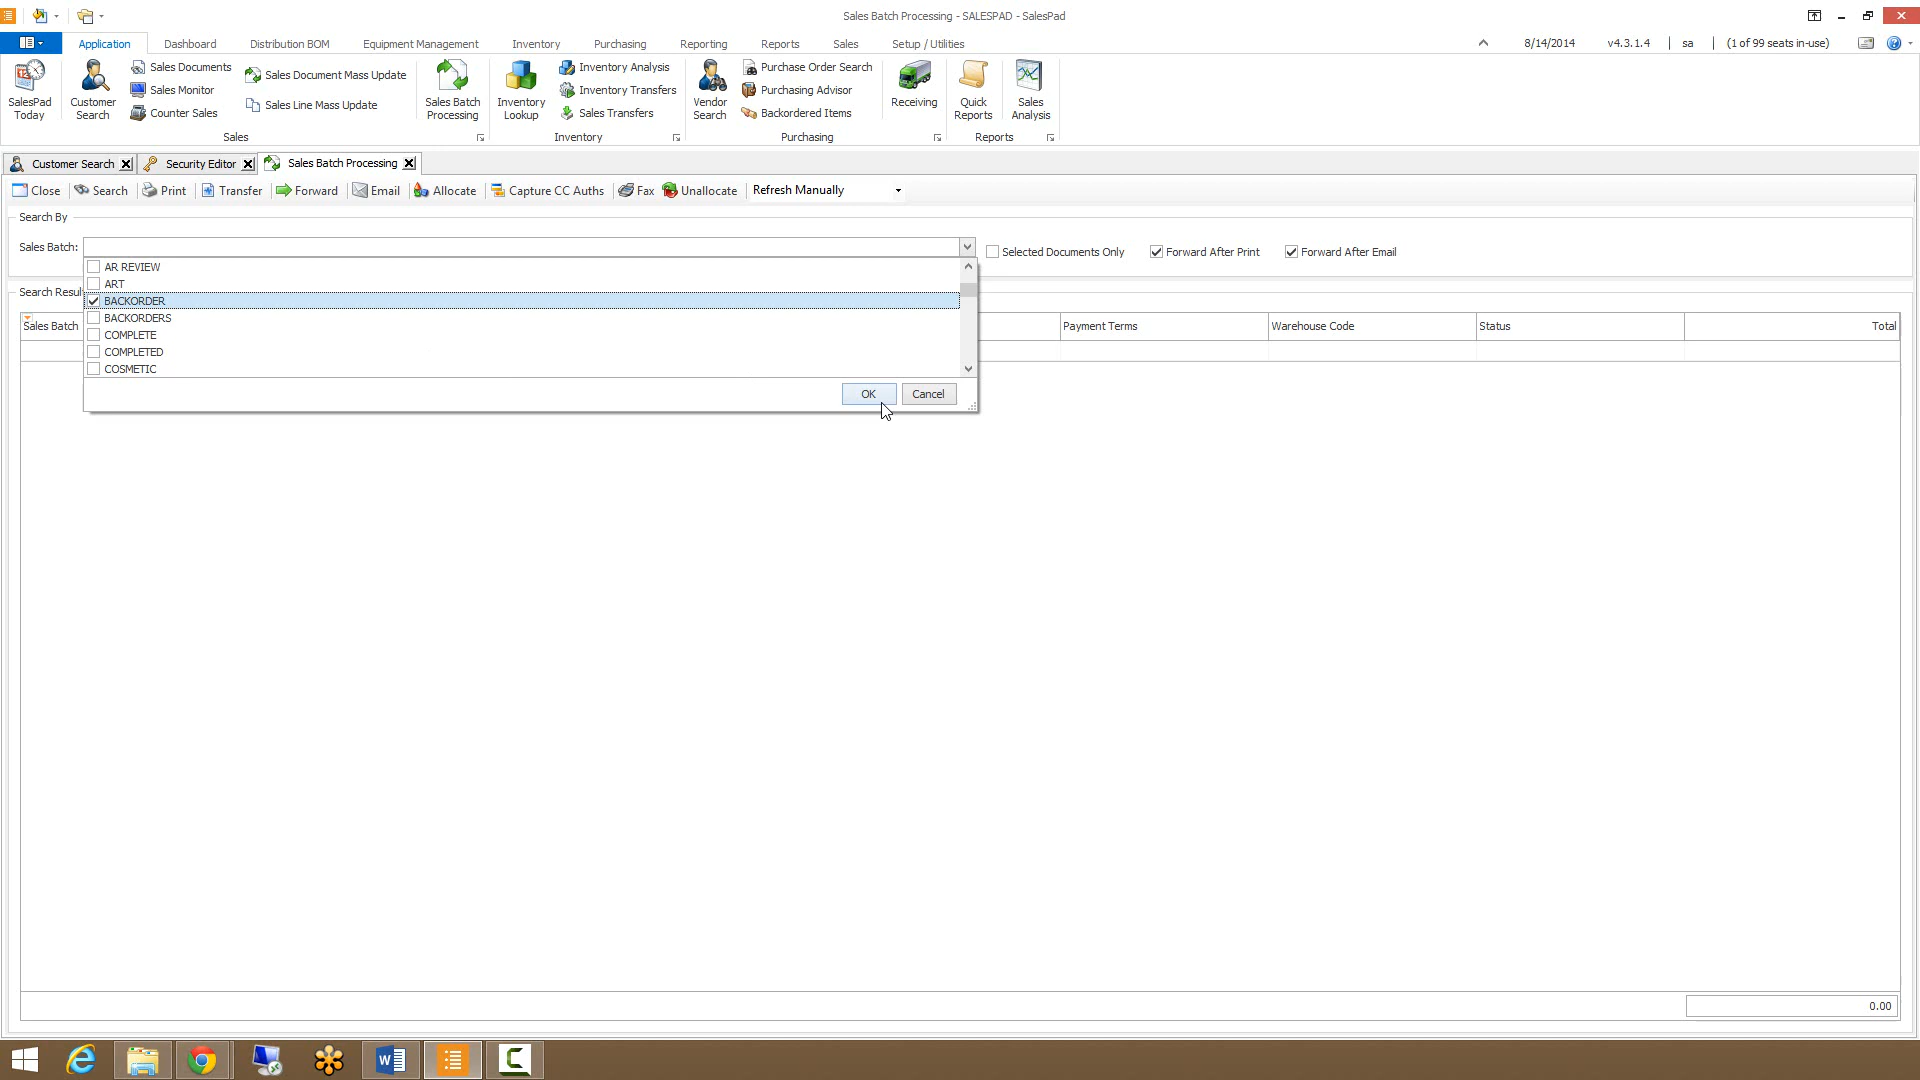 Sales Batch Processing - SALESPAD - SalesPad
Application Dashboard Distribution BOM Equipment Management Inventory Purchasing Reporting Reports Sales Setup / Utilities 8/14/2014 v4.3.1.4 sa (1 of 99 seats in-use)
SalesPad Today
Customer Search
Sales Documents
Sales Monitor
Counter Sales
Sales Document Mass Update
Sales Line Mass Update
Sales Batch Processing
Sales
Inventory Lookup
Inventory Analysis
Inventory Transfers
Sales Transfers
Inventory
Vendor Search
Purchase Order Search
Purchasing Advisor
Backordered Items
Receiving
Purchasing
Quick Reports
Sales Analysis
Reports
Customer Search Security Editor Sales Batch Processing
Close Search Print Transfer Forward Email Allocate Capture CC Auths Fax Unallocate Refresh Manually
Search By
Sales Batch: Selected Documents Only Forward After Print Forward After Email
AR REVIEW
ART
BACKORDER
BACKORDERS
COMPLETE
COMPLETED
COSMETIC
OK Cancel
Search Resul
Sales Batch Payment Terms Warehouse Code Status Total
0.00